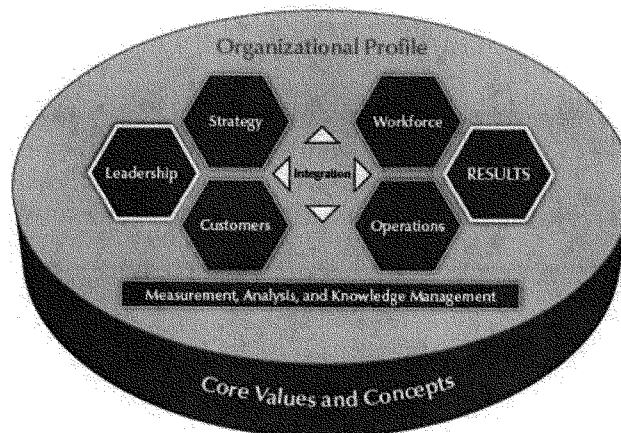 Organizational Profile
Strategy
Workforce
Leadership
Integration
RESULTS
Customers
Operations
Measurement, Analysis, and Knowledge Management
Core Values and Concepts